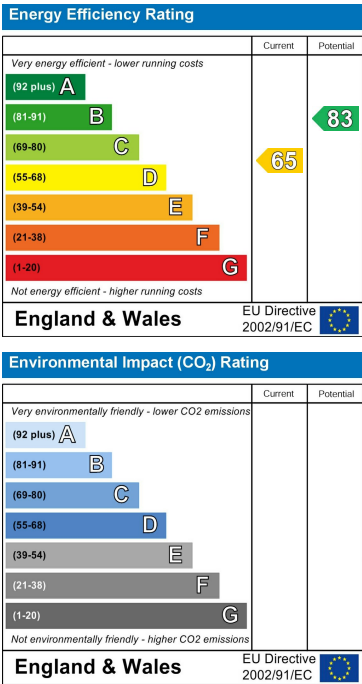 Energy Efficiency Rating
Current Potential
Very energy efficient - lower running costs
(92 plus) A
(81-91) B
83
(69-80) C
65
(55-68) D
(39-54) E
(21-38) F
(1-20) G
Not energy efficient - higher running costs
England & Wales
EU Directive
2002/91/EC
Environmental Impact (CO₂) Rating
Current Potential
Very environmentally friendly - lower CO2 emissions
(92 plus) A
(81-91) B
(69-80) C
(55-68) D
(39-54) E
(21-38) F
(1-20) G
Not environmentally friendly - higher CO2 emissions
England & Wales
EU Directive
2002/91/EC